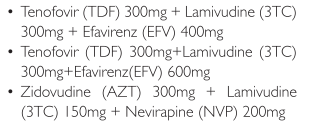 • Tenofovir (TDF) 300mg + Lamivudine (3TC)
300mg + Efavirenz (EFV) 400mg
• Tenofovir (TDF) 300mg+Lamivudine (3TC)
300mg+Efavirenz(EFV) 600mg
• Zidovudine (AZT) 300mg + Lamivudine
(3TC) 150mg + Nevirapine (NVP) 200mg